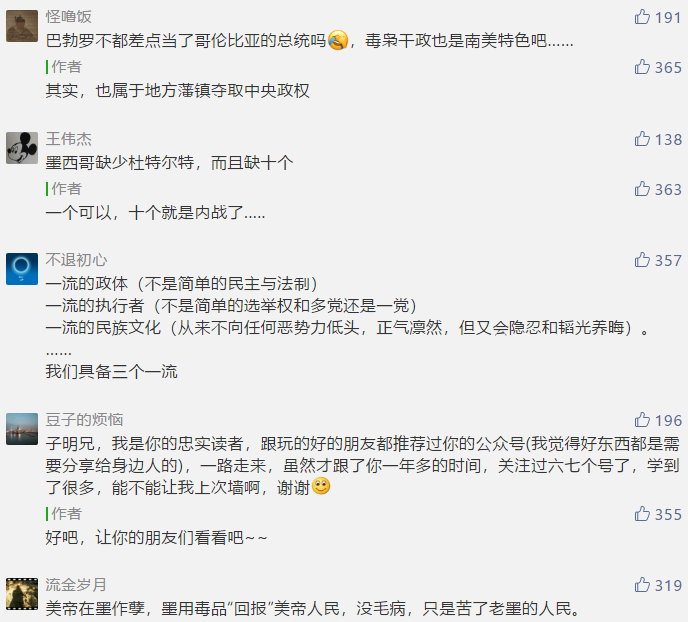 怪噜饭
191
巴勃罗不都差点当了哥伦比亚的总统吗，毒枭干政也是南美特色吧......
作者
365
其实，也属于地方藩镇夺取中央政权
王伟杰
138
墨西哥缺少杜特尔特，而且缺十个
作者
363
一个可以，十个就是内战了.....
不退初心
357
一流的政体（不是简单的民主与法制）
一流的执行者（不是简单的选举权和多党还是一党）
一流的民族文化（从来不向任何恶势力低头，正气凛然，但又会隐忍和韬光养晦）。
......
我们具备三个一流
豆子的烦恼
196
子明兄，我是你的忠实读者，跟玩的好的朋友都推荐过你的公众号(我觉得好东西都是需
要分享给身边人的)，一路走来，虽然才跟了你一年多的时间，关注过六七个号了，学到
了很多，能不能让我上次墙啊，谢谢
作者
355
好吧，让你的朋友们看看吧~~
流金岁月
319
美帝在墨作孽，墨用毒品“回报”美帝人民，没毛病，只是苦了老墨的人民。